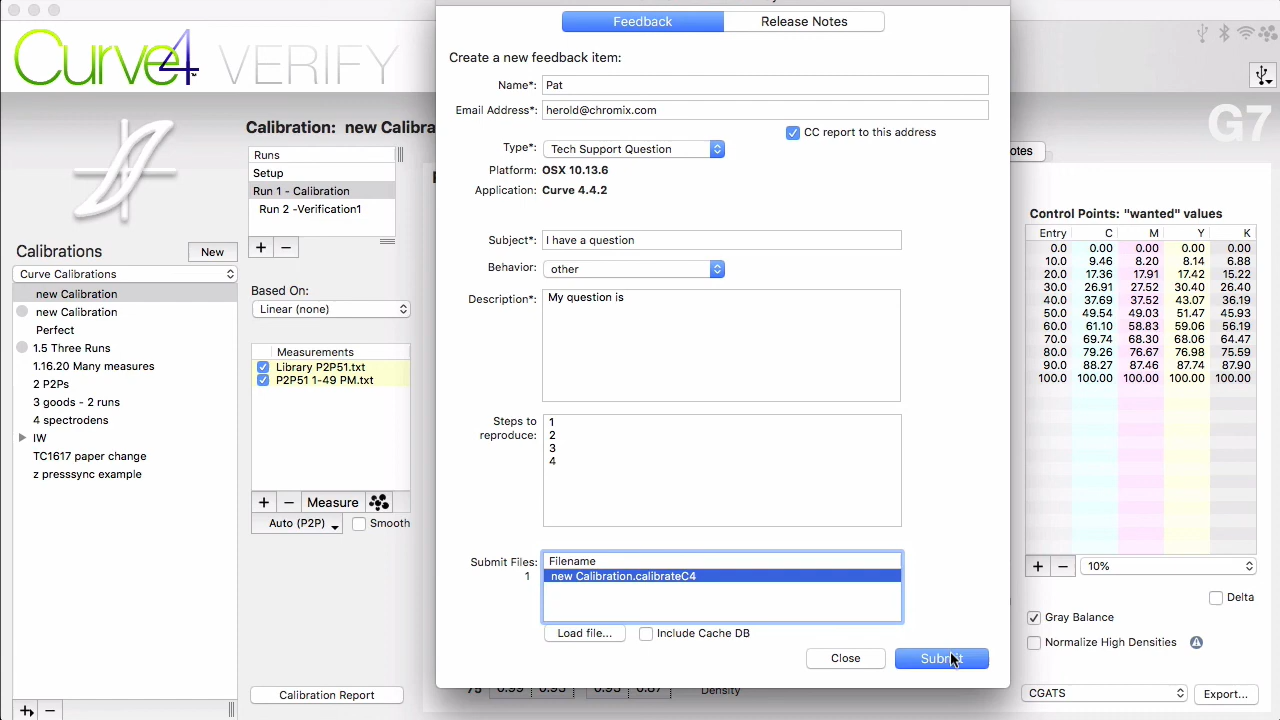 Curve4 VERIFY
G7
Calibrations
New
Curve Calibrations
new Calibration
new Calibration
Perfect
1.5 Three Runs
1.16.20 Many measures
2 P2Ps
3 goods - 2 runs
4 spectrodens
IW
TC1617 paper change
z presssync example
Calibration: new Calibra
Runs
Setup
Run 1 - Calibration
Run 2 -Verification1
+ −
Based On:
Linear (none)
Measurements
Library P2P51.txt
P2P51 1-49 PM.txt
+ − Measure
Auto (P2P) Smooth
Calibration Report
Feedback Release Notes
Create a new feedback item:
Name*: Pat
Email Address*: herold@chromix.com
CC report to this address
Type*: Tech Support Question
Platform: OSX 10.13.6
Application: Curve 4.4.2
Subject*: I have a question
Behavior: other
Description*: My question is
Steps to
reproduce:
1
2
3
4
Submit Files: Filename
1 new Calibration.calibrateC4
Load file... Include Cache DB
Close Submit
Density
otes
Control Points: "wanted" values
Entry C M Y K
0.0 0.00 0.00 0.00 0.00
10.0 9.46 8.20 8.14 6.88
20.0 17.36 17.91 17.42 15.22
30.0 26.91 27.52 30.40 26.40
40.0 37.69 37.52 43.07 36.19
50.0 49.54 49.03 51.47 45.93
60.0 61.10 58.83 59.06 56.19
70.0 69.74 68.30 68.06 64.47
80.0 79.26 76.67 76.98 75.59
90.0 88.27 87.46 87.74 87.90
100.0 100.00 100.00 100.00 100.00
+ − 10%
Delta
Gray Balance
Normalize High Densities
CGATS Export...